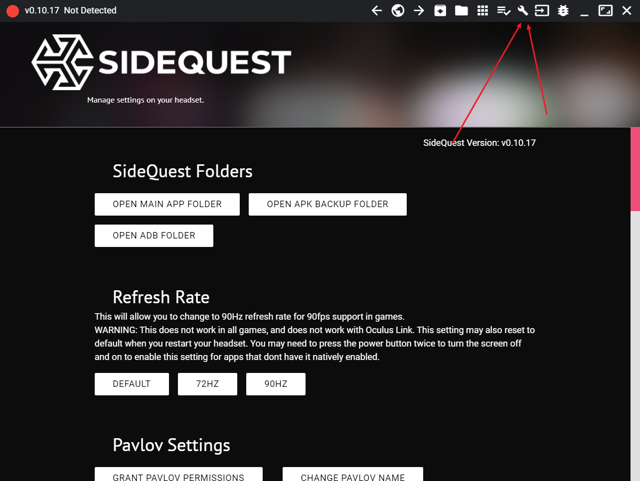 v0.10.17 Not Detected
SIDEQUEST
Manage settings on your headset.
SideQuest Version: v0.10.17
SideQuest Folders
OPEN MAIN APP FOLDER
OPEN APK BACKUP FOLDER
OPEN ADB FOLDER
Refresh Rate
This will allow you to change to 90Hz refresh rate for 90fps support in games.
WARNING: This does not work in all games, and does not work with Oculus Link. This setting may also reset to
default when you restart your headset. You may need to press the power button twice to turn the screen off
and on to enable this setting for apps that dont have it natively enabled.
DEFAULT
72HZ
90HZ
Pavlov Settings
GRANT PAVLOV PERMISSIONS
CHANGE PAVLOV NAME